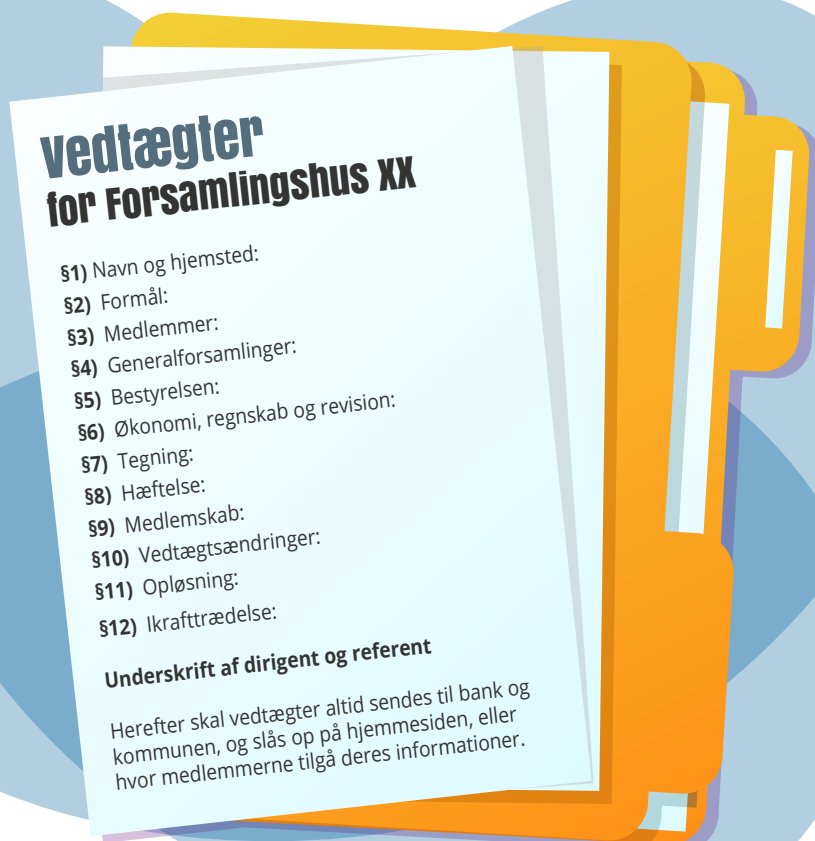 Vedtægter
for Forsamlingshus XX
§1) Navn og hjemsted:
§2) Formål:
§3) Medlemmer:
§4) Generalforsamlinger:
§5) Bestyrelsen:
§6) Økonomi, regnskab og revision:
§7) Tegning:
§8) Hæftelse:
§9) Medlemskab:
§10) Vedtægtsændringer:
§11) Opløsning:
§12) Ikrafttrædelse:
Underskrift af dirigent og referent
Herefter skal vedtægter altid sendes til bank og
kommunen, og slås op på hjemmesiden, eller
hvor medlemmerne tilgå deres informationer.